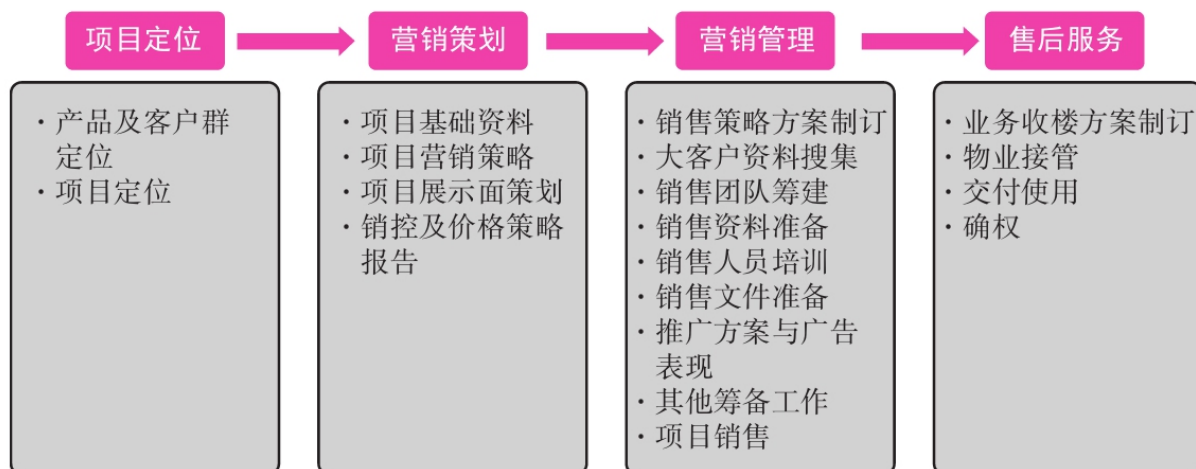 项目定位
营销策划
营销管理
售后服务
·产品及客户群
定位
·项目定位
·项目基础资料
·项目营销策略
·项目展示面策划
·销控及价格策略
报告
·销售策略方案制订
·大客户资料搜集
·销售团队筹建
·销售资料准备
·销售人员培训
·销售文件准备
·推广方案与广告
表现
·其他筹备工作
·项目销售
·业务收楼方案制订
·物业接管
·交付使用
·确权